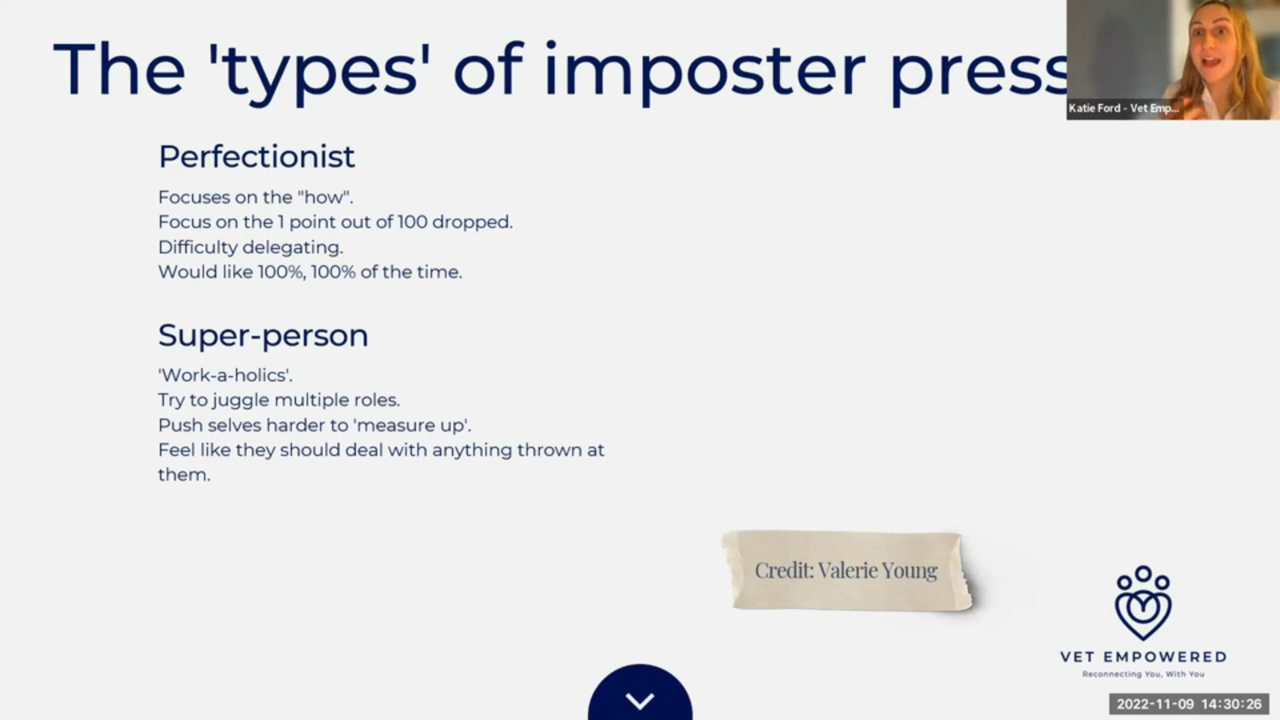 The 'types' of imposter press
Katie Ford - Vet Emp...
Perfectionist
Focuses on the "how".
Focus on the 1 point out of 100 dropped.
Difficulty delegating.
Would like 100%, 100% of the time.
Super-person
'Work-a-holics'.
Try to juggle multiple roles.
Push selves harder to 'measure up'.
Feel like they should deal with anything thrown at
them.
Credit: Valerie Young
VET EMPOWERED
Reconnecting You, With You
2022-11-09 14:30:26